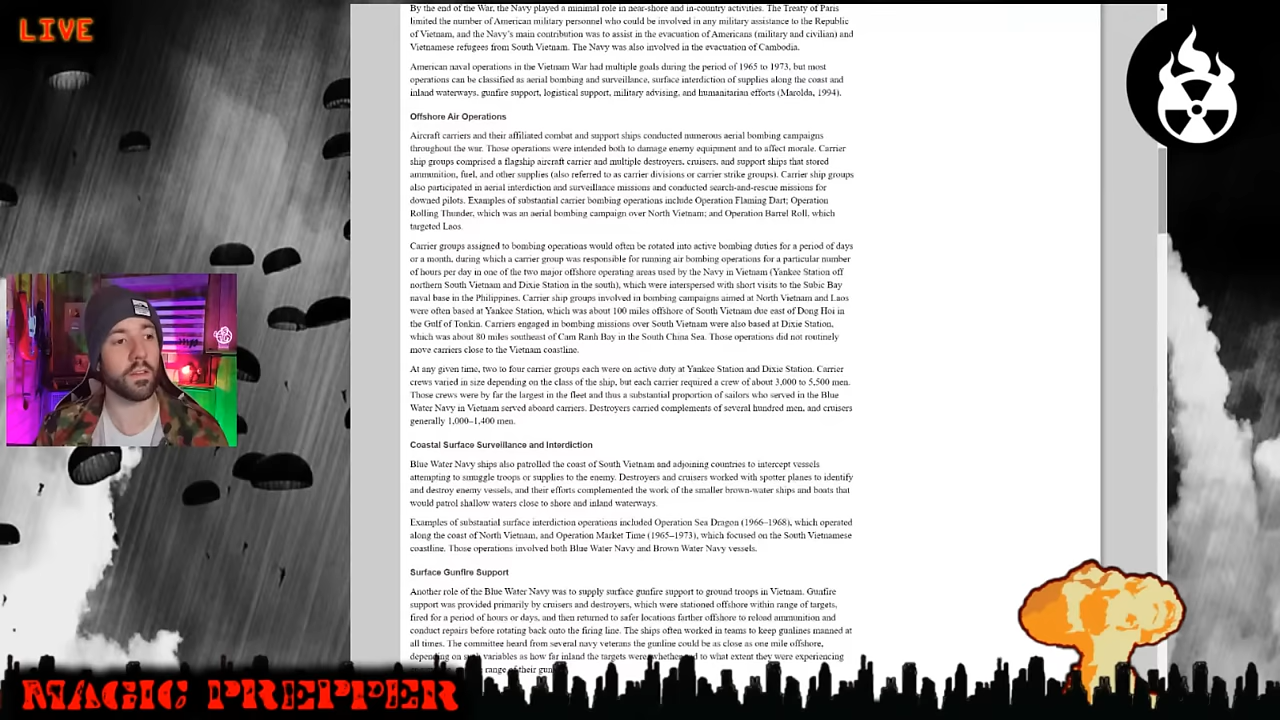 LIVE
By the end of the War, the Navy played a minimal role in near-shore and in-country activities. The Treaty of Paris
limited the number of American military personnel who could be involved in any military assistance to the Republic
of Vietnam, and the Navy's main contribution was to assist in the evacuation of Americans (military and civilian) and
Vietnamese refugees from South Vietnam. The Navy was also involved in the evacuation of Cambodia.
American naval operations in the Vietnam War had multiple goals during the period of 1965 to 1973, but most
operations can be classified as aerial bombing and surveillance, surface interdiction of supplies along the coast and
inland waterways, gunfire support, logistical support, military advising, and humanitarian efforts (Marolda, 1994).
Offshore Air Operations
Aircraft carriers and their affiliated combat and support ships conducted numerous aerial bombing campaigns
throughout the war. Those operations were intended both to damage enemy equipment and to affect morale. Carrier
ship groups comprised a flagship aircraft carrier and multiple destroyers, cruisers, and support ships that stored
ammunition, fuel, and other supplies (also referred to as carrier divisions or carrier strike groups). Carrier ship groups
also participated in aerial interdiction and surveillance missions and conducted search-and-rescue missions for
downed pilots. Examples of substantial carrier bombing operations include Operation Flaming Dart; Operation
Rolling Thunder, which was an aerial bombing campaign over North Vietnam; and Operation Barrel Roll, which
targeted Laos.
Carrier groups assigned to bombing operations would often be rotated into active bombing duties for a period of days
or a month, during which a carrier group was responsible for running air bombing operations for a particular number
of hours per day in one of the two major offshore operating areas used by the Navy in Vietnam (Yankee Station off
northern South Vietnam and Dixie Station in the south), which were interspersed with short visits to the Subic Bay
naval base in the Philippines. Carrier ship groups involved in bombing campaigns aimed at North Vietnam and Laos
were often based at Yankee Station, which was about 100 miles offshore of South Vietnam due east of Dong Hoi in
the Gulf of Tonkin. Carriers engaged in bombing missions over South Vietnam were also based at Dixie Station,
which was about 80 miles southeast of Cam Ranh Bay in the South China Sea. Those operations did not routinely
move carriers close to the Vietnam coastline.
At any given time, two to four carrier groups each were on active duty at Yankee Station and Dixie Station. Carrier
crews varied in size depending on the class of the ship, but each carrier required a crew of about 3,000 to 5,500 men.
Those crews were by far the largest in the fleet and thus a substantial proportion of sailors who served in the Blue
Water Navy in Vietnam served aboard carriers. Destroyers carried complements of several hundred men, and cruisers
generally 1,000–1,400 men.
Coastal Surface Surveillance and Interdiction
Blue Water Navy ships also patrolled the coast of South Vietnam and adjoining countries to intercept vessels
attempting to smuggle troops or supplies to the enemy. Destroyers and cruisers worked with spotter planes to identify
and destroy enemy vessels, and their efforts complemented the work of the smaller brown-water ships and boats that
would patrol shallow waters close to shore and inland waterways.
Examples of substantial surface interdiction operations included Operation Sea Dragon (1966–1968), which operated
along the coast of North Vietnam, and Operation Market Time (1965–1973), which focused on the South Vietnamese
coastline. Those operations involved both Blue Water Navy and Brown Water Navy vessels.
Surface Gunfire Support
Another role of the Blue Water Navy was to supply surface gunfire support to ground troops in Vietnam. Gunfire
support was provided primarily by cruisers and destroyers, which were stationed offshore within range of targets,
fired for a period of hours or days, and then returned to safer locations farther offshore to reload ammunition and
conduct repairs before rotating back onto the firing line. The ships often worked in teams to keep gunlines manned at
all times. The committee heard from several navy veterans the gunline could be as close as one mile offshore,
depending on such variables as how far inland the targets were, whether and to what extent they were experiencing
range of their gun
MAGIC PREPPER